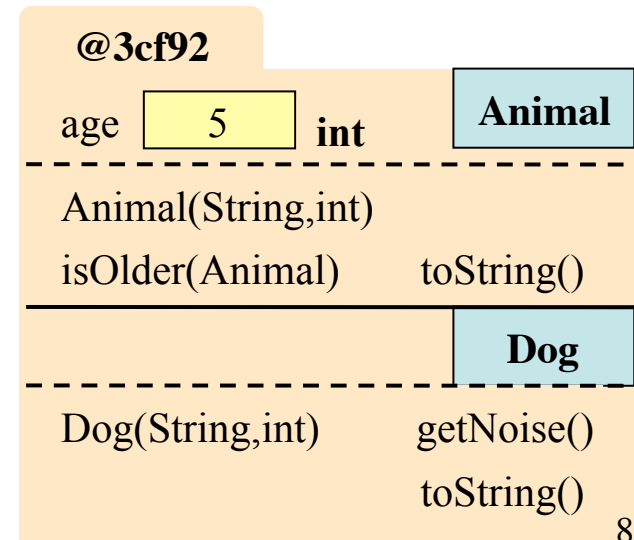 @3cf92
age 5 int Animal
Animal(String,int)
isOlder(Animal) toString()
Dog
Dog(String,int) getNoise()
toString()
8